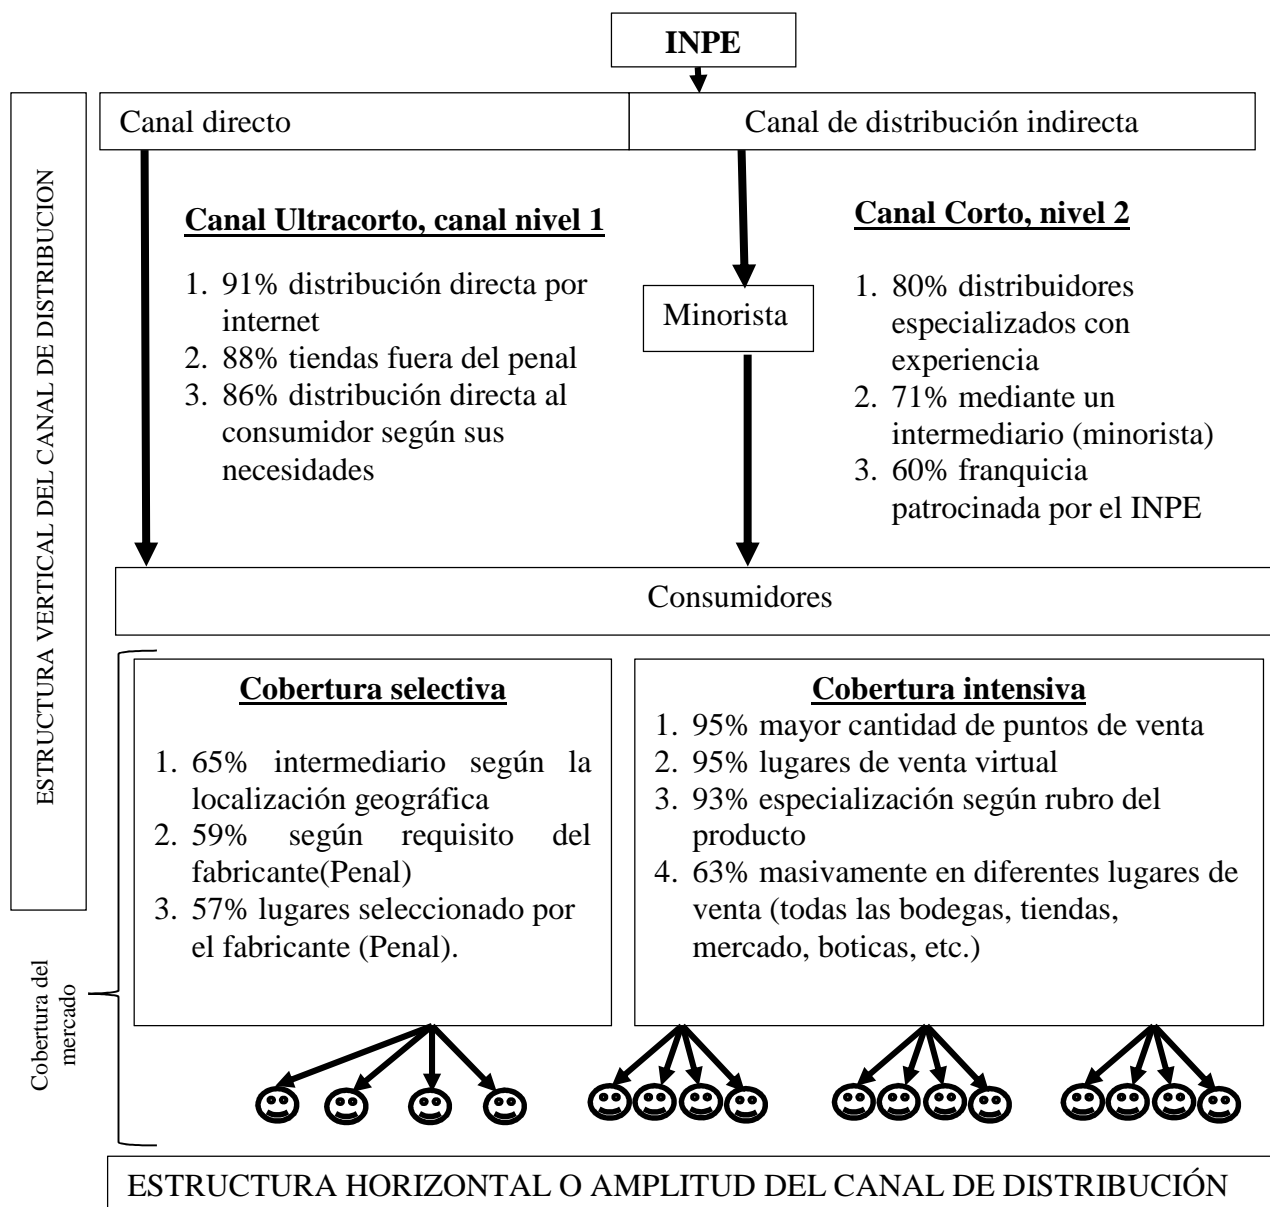 INPE
Canal directo
Canal de distribución indirecta
ESTRUCTURA VERTICAL DEL CANAL DE DISTRIBUCION
Canal Ultracorto, canal nivel 1
1. 91% distribución directa por
internet
2. 88% tiendas fuera del penal
3. 86% distribución directa al
consumidor según sus
necesidades
Minorista
Canal Corto, nivel 2
1. 80% distribuidores
especializados con
experiencia
2. 71% mediante un
intermediario (minorista)
3. 60% franquicia
patrocinada por el INPE
Consumidores
Cobertura selectiva
1. 65% intermediario según la
localización geográfica
2. 59% según requisito del
fabricante(Penal)
3. 57% lugares seleccionado por
el fabricante (Penal).
Cobertura intensiva
1. 95% mayor cantidad de puntos de venta
2. 95% lugares de venta virtual
3. 93% especialización según rubro del
producto
4. 63% masivamente en diferentes lugares de
venta (todas las bodegas, tiendas,
mercado, boticas, etc.)
Cobertura del
mercado
ESTRUCTURA HORIZONTAL O AMPLITUD DEL CANAL DE DISTRIBUCIÓN